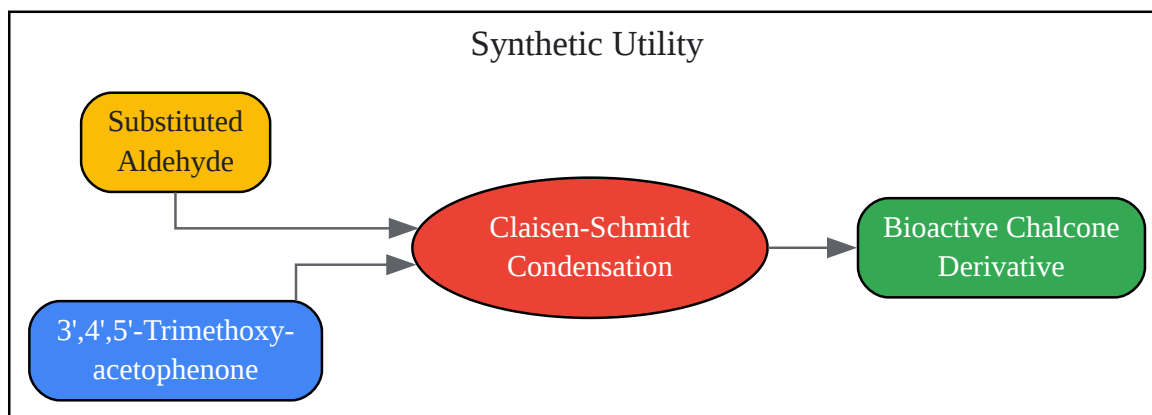 Synthetic Utility
Substituted
Aldehyde
Claisen-Schmidt
Condensation
Bioactive Chalcone
Derivative
3',4',5'-Trimethoxy-
acetophenone